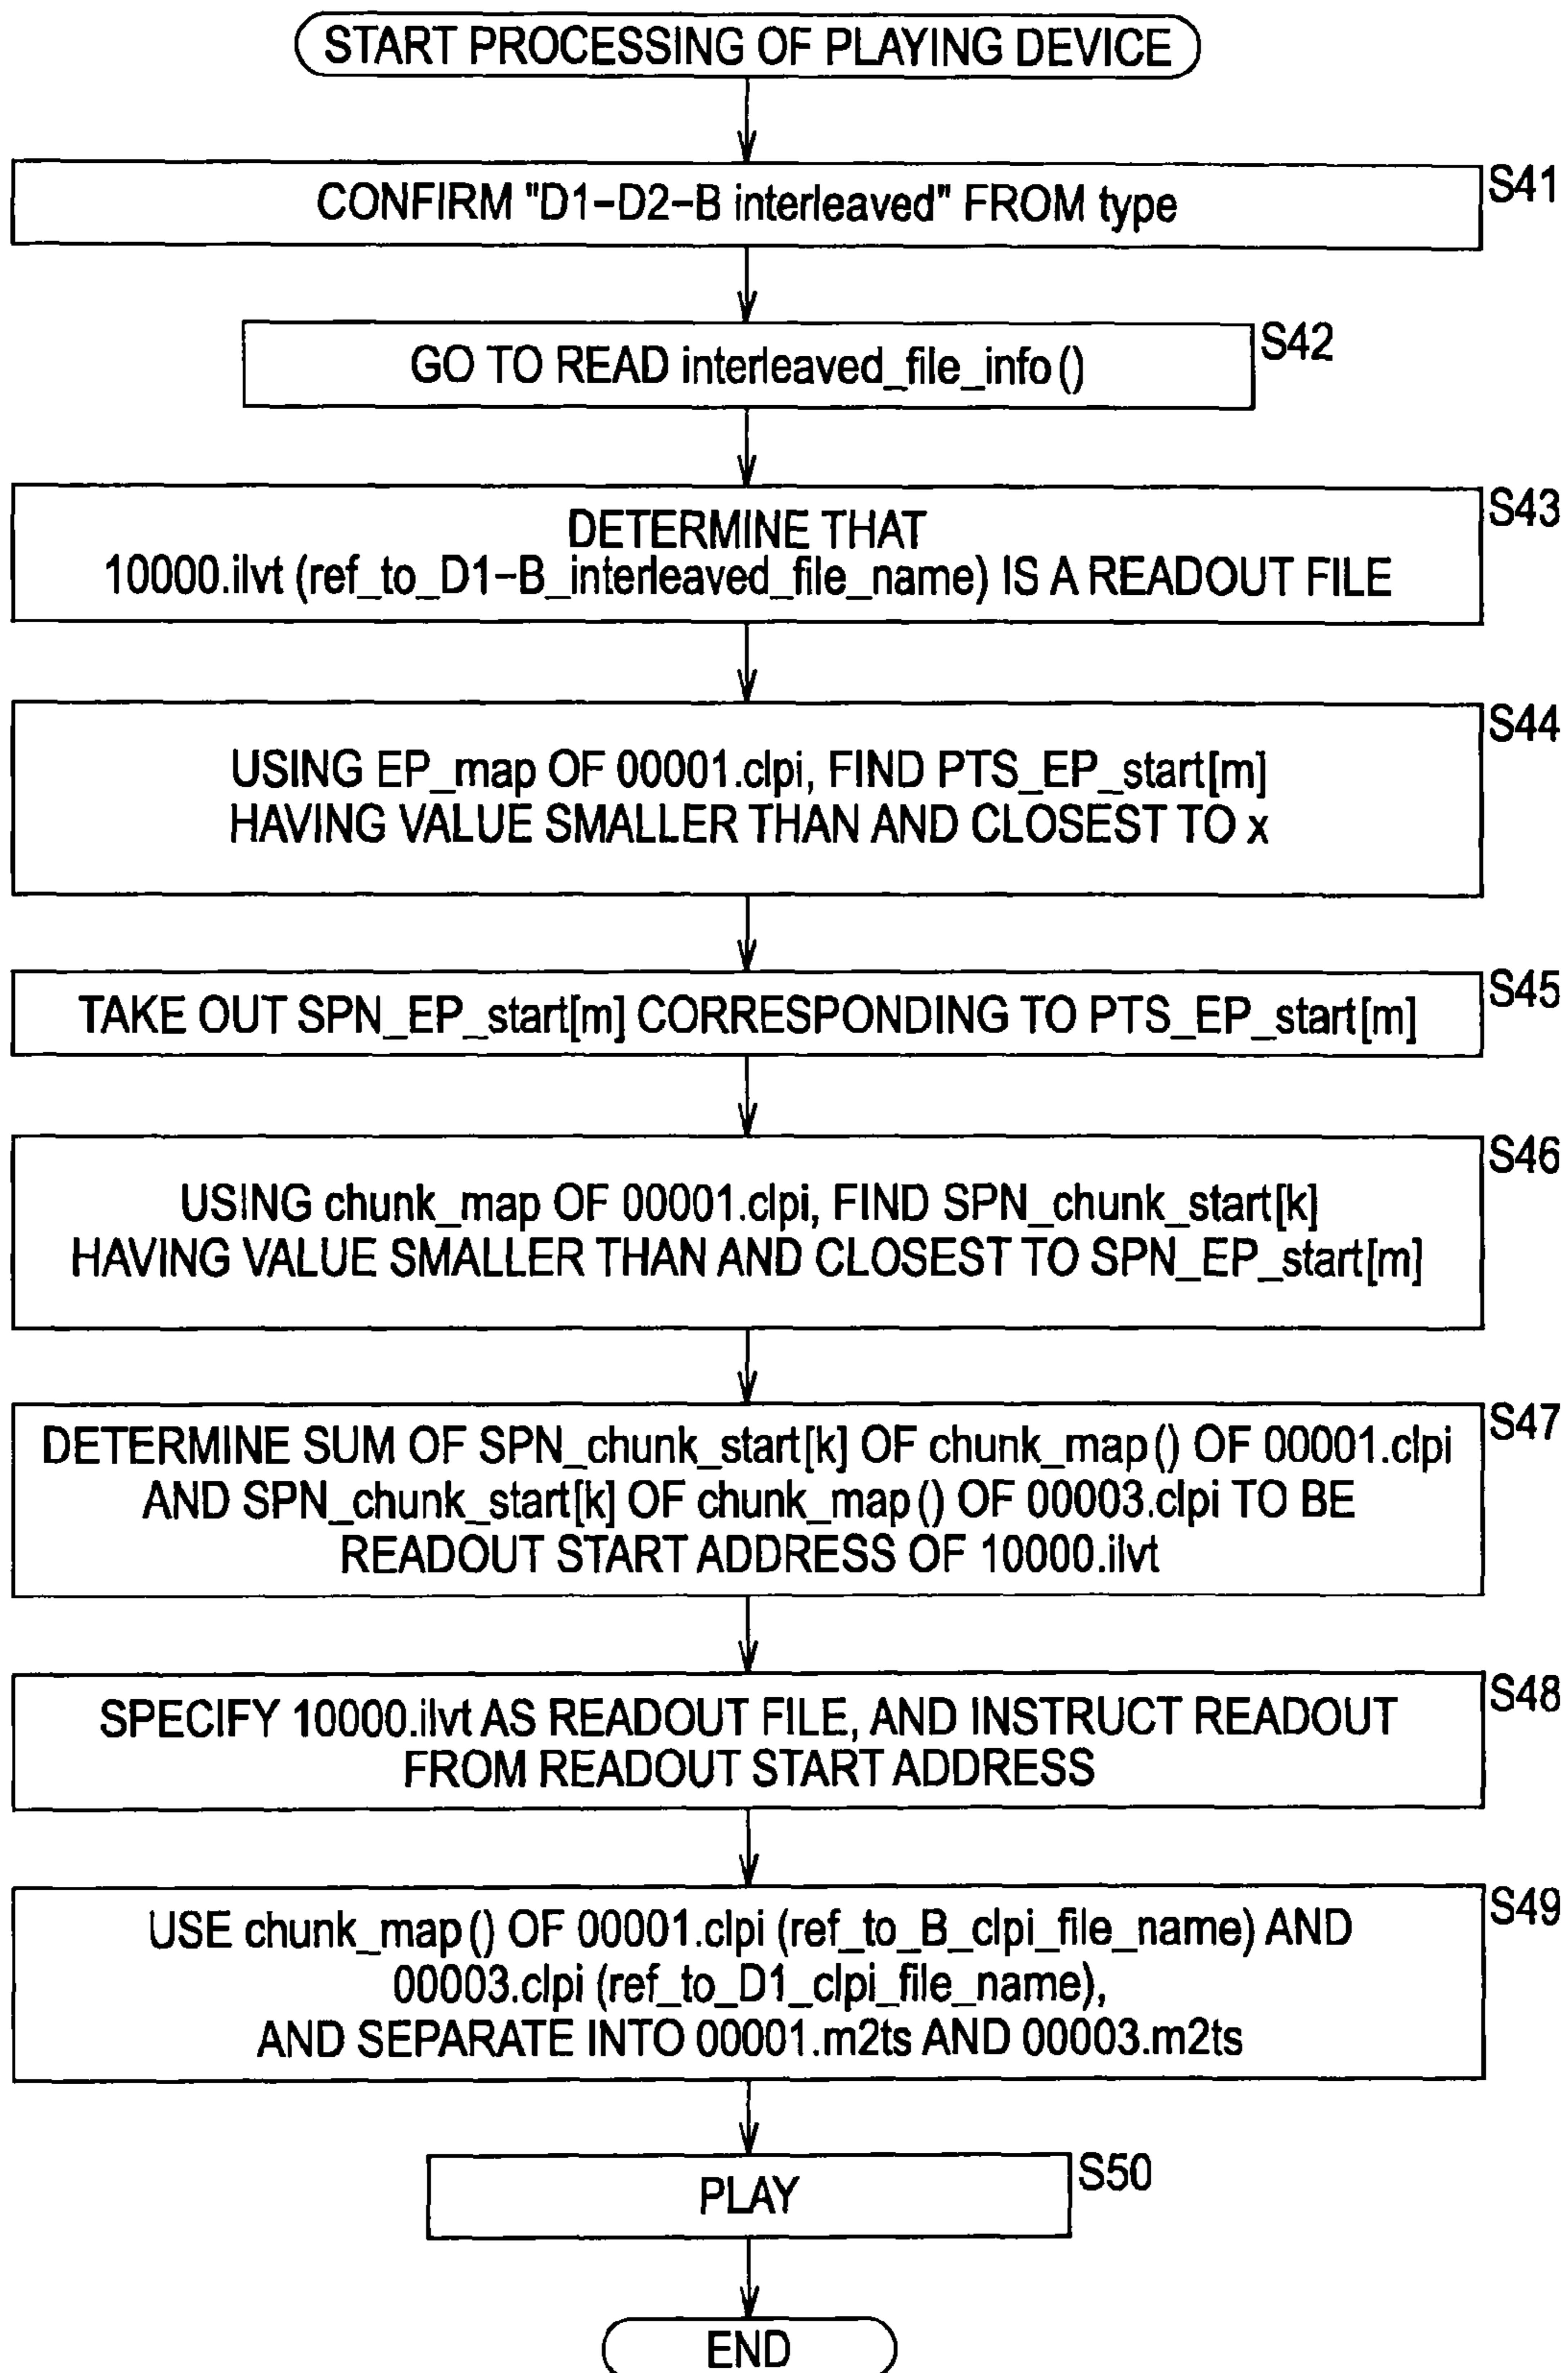 START PROCESSING OF PLAYING DEVICE
S41
CONFIRM "D1-D2-B interleaved" FROM type
S42
GO TO READ interleaved_file_info()
S43
DETERMINE THAT
10000.ilvt (ref_to_D1-B_interleaved_file_name) IS A READOUT FILE
S44
USING EP_map OF 00001.clpi, FIND PTS_EP_start[m]
HAVING VALUE SMALLER THAN AND CLOSEST TO x
S45
TAKE OUT SPN_EP_start[m] CORRESPONDING TO PTS_EP_start[m]
S46
USING chunk_map OF 00001.clpi, FIND SPN_chunk_start[k]
HAVING VALUE SMALLER THAN AND CLOSEST TO SPN_EP_start[m]
S47
DETERMINE SUM OF SPN_chunk_start[k] OF chunk_map() OF 00001.clpi
AND SPN_chunk_start[k] OF chunk_map() OF 00003.clpi TO BE
READOUT START ADDRESS OF 10000.ilvt
S48
SPECIFY 10000.ilvt AS READOUT FILE, AND INSTRUCT READOUT
FROM READOUT START ADDRESS
S49
USE chunk_map() OF 00001.clpi (ref_to_B_clpi_file_name) AND
00003.clpi (ref_to_D1_clpi_file_name),
AND SEPARATE INTO 00001.m2ts AND 00003.m2ts
S50
PLAY
END